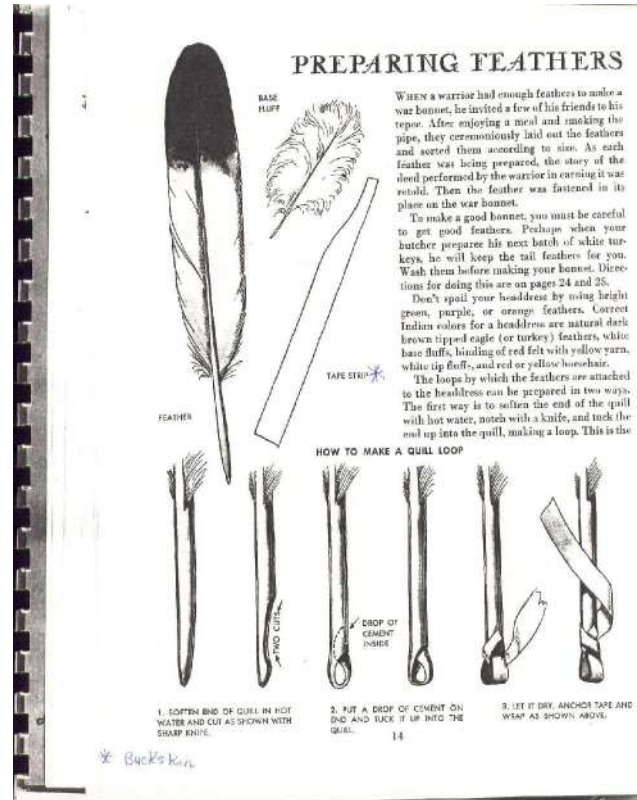 PREPARING FEATHERS
BASE
FLUFF
WHEN a warrior had enough feathers to make a
war bonnet, he invited a few of his friends to his
tepee. After enjoying a meal and smoking the
pipe, they ceremoniously laid out the feathers
and sorted them according to size. As each
feather was being prepared, the story of the
deed performed by the warrior in earning it was
retold. Then the feather was fastened in its
place on the war bonnet.
To make a good bonnet, you must be careful
to get good feathers. Perhaps when your
butcher prepares his next batch of white tur-
keys, he will keep the tail feathers for you.
Wash them before making your bonnet. Direc-
tions for doing this are on pages 24 and 25.
Don't spoil your headdress by using bright
green, purple, or orange feathers. Correct
Indian colors for a headdress are natural dark
brown tipped eagle (or turkey) feathers, white
base fluffs, binding of red felt with yellow yarn,
white tip fluffs, and red or yellow horsehair.
The loops by which the feathers are attached
to the headdress can be prepared in two ways.
The first way is to soften the end of the quill
with hot water, notch with a knife, and tuck the
end up into the quill, making a loop. This is the
TAPE STRIP *
FEATHER
HOW TO MAKE A QUILL LOOP
TWO CUTS
DROP OF
CEMENT
INSIDE
1. SOFTEN END OF QUILL IN HOT
WATER AND CUT AS SHOWN WITH
SHARP KNIFE.
2. PUT A DROP OF CEMENT ON
END AND TUCK IT UP INTO THE
QUILL.
3. LET IT DRY. ANCHOR TAPE AND
WRAP AS SHOWN ABOVE.
14
* Buckskin